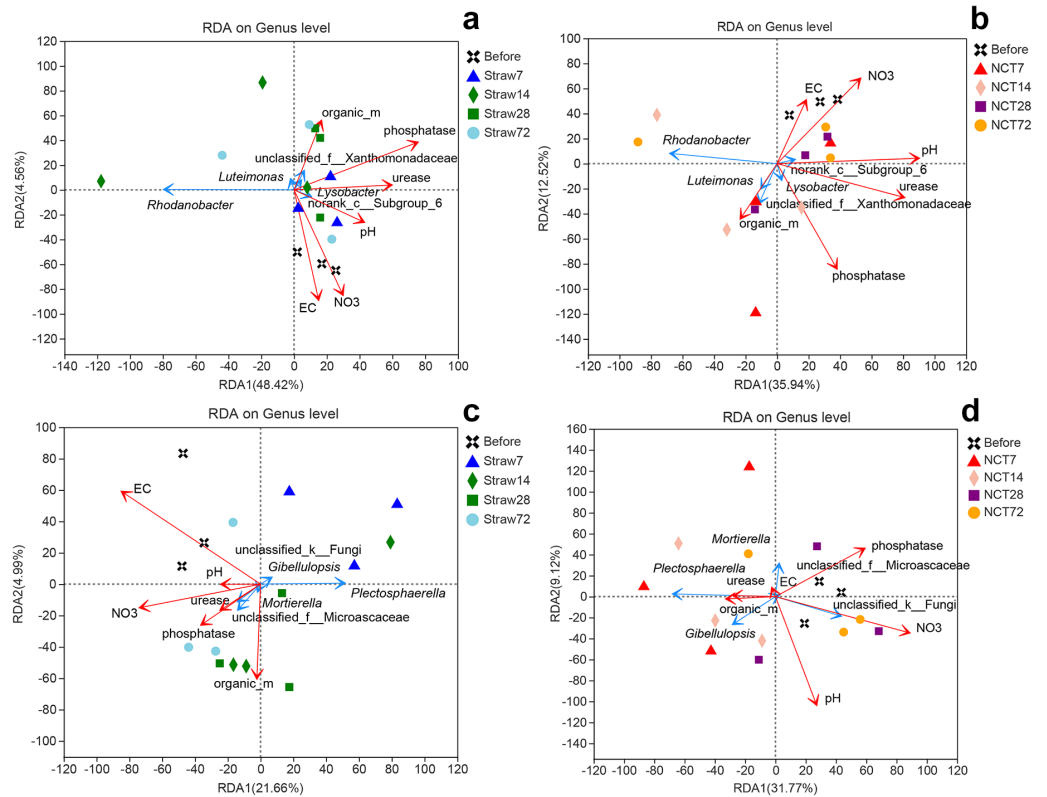 a
RDA on Genus level
RDA2(4.56%)
120
100
80
60
40
20
0
-20
-40
-60
-80
-100
-120
organic_m
phosphatase
unclassified_f__Xanthomonadaceae
Luteimonas
urease
Lysobacter
Rhodanobacter
norank_c__Subgroup_6
pH
EC
NO3
-140 -120 -100 -80 -60 -40 -20 0 20 40 60 80 100
RDA1(48.42%)
Before
Straw7
Straw14
Straw28
Straw72
b
RDA on Genus level
RDA2(12.52%)
100
80
60
40
20
0
-20
-40
-60
-80
-100
-120
-140
NO3
EC
Rhodanobacter
pH
norank_c__Subgroup_6
Luteimonas
Lysobacter
urease
unclassified_f__Xanthomonadaceae
organic_m
phosphatase
-120 -100 -80 -60 -40 -20 0 20 40 60 80 100 120
RDA1(35.94%)
Before
NCT7
NCT14
NCT28
NCT72
c
RDA on Genus level
RDA2(4.99%)
100
80
60
40
20
0
-20
-40
-60
-80
-100
EC
unclassified_k__Fungi
pH
Gibellulopsis
Plectosphaerella
NO3
urease
Mortierella
unclassified_f__Microascaceae
phosphatase
organic_m
-120 -100 -80 -60 -40 -20 0 20 40 60 80 100 120
RDA1(21.66%)
Before
Straw7
Straw14
Straw28
Straw72
d
RDA on Genus level
RDA2(9.12%)
160
140
120
100
80
60
40
20
0
-20
-40
-60
-80
-100
-120
-140
Mortierella
phosphatase
Plectosphaerella
unclassified_f__Microascaceae
urease
EC
organic_m
unclassified_k__Fungi
Gibellulopsis
NO3
pH
-120 -100 -80 -60 -40 -20 0 20 40 60 80 100 120
RDA1(31.77%)
Before
NCT7
NCT14
NCT28
NCT72